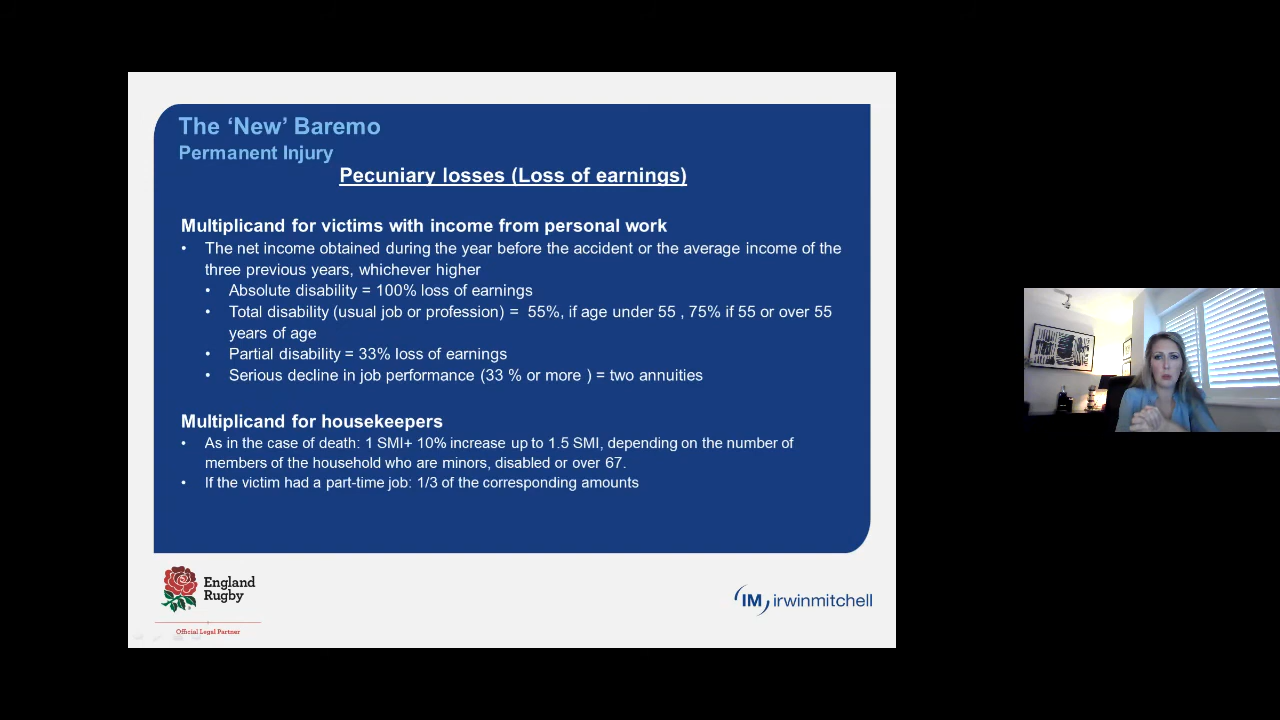 The ‘New’ Baremo
Permanent Injury
Pecuniary losses (Loss of earnings)
Multiplicand for victims with income from personal work
• The net income obtained during the year before the accident or the average income of the
three previous years, whichever higher
• Absolute disability = 100% loss of earnings
• Total disability (usual job or profession) =  55%, if age under 55 , 75% if 55 or over 55
years of age
• Partial disability = 33% loss of earnings
• Serious decline in job performance (33 % or more ) = two annuities
Multiplicand for housekeepers
• As in the case of death: 1 SMI+ 10% increase up to 1.5 SMI, depending on the number of
members of the household who are minors, disabled or over 67.
• If the victim had a part-time job: 1/3 of the corresponding amounts
England
Rugby
Official Legal Partner
IM irwinmitchell